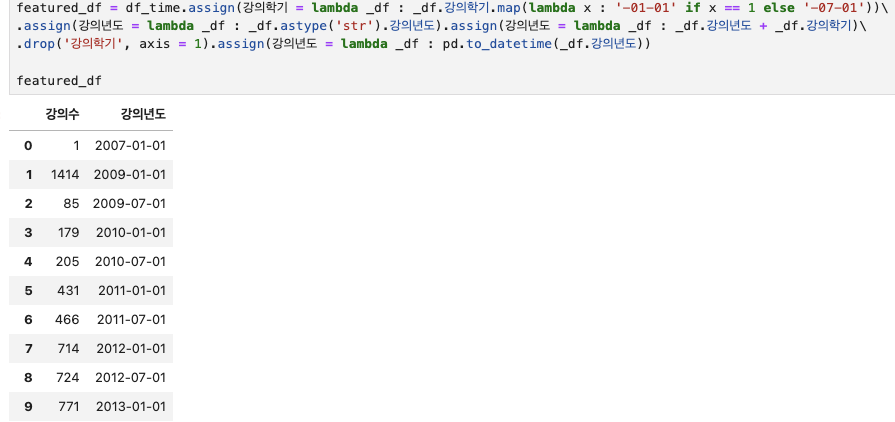 featured_df = df_time.assign(강의학기 = lambda _df : _df.강의학기.map(lambda x : '-01-01' if x == 1 else '-07-01'))\
.assign(강의년도 = lambda _df : _df.astype('str').강의년도).assign(강의년도 = lambda _df : _df.강의년도 + _df.강의학기)\
.drop('강의학기', axis = 1).assign(강의년도 = lambda _df : pd.to_datetime(_df.강의년도))
featured_df
강의수 강의년도
0 1 2007-01-01
1 1414 2009-01-01
2 85 2009-07-01
3 179 2010-01-01
4 205 2010-07-01
5 431 2011-01-01
6 466 2011-07-01
7 714 2012-01-01
8 724 2012-07-01
9 771 2013-01-01